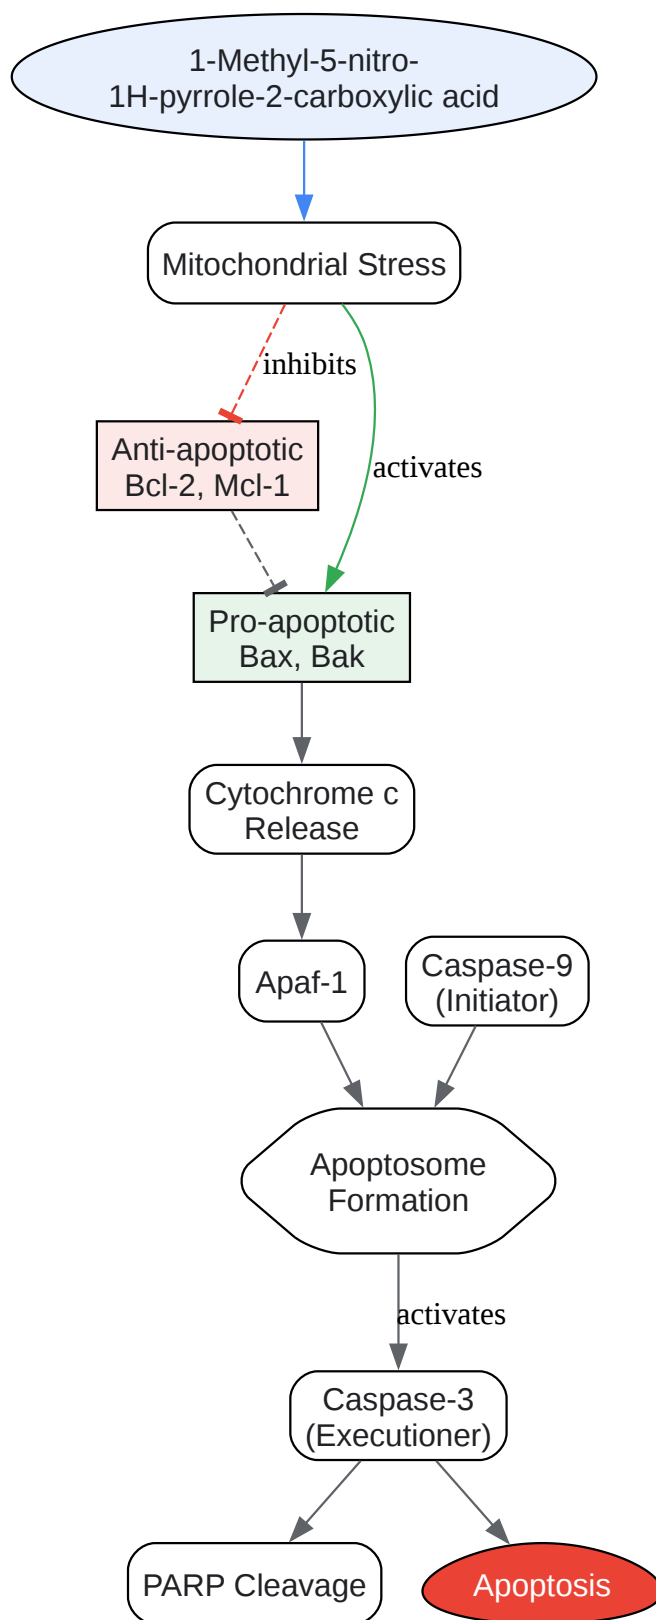 1-Methyl-5-nitro-
1H-pyrrole-2-carboxylic acid
Mitochondrial Stress
inhibits
Anti-apoptotic
Bcl-2, Mcl-1
activates
Pro-apoptotic
Bax, Bak
Cytochrome c
Release
Apaf-1
Caspase-9
(Initiator)
Apoptosome
Formation
activates
Caspase-3
(Executioner)
PARP Cleavage
Apoptosis